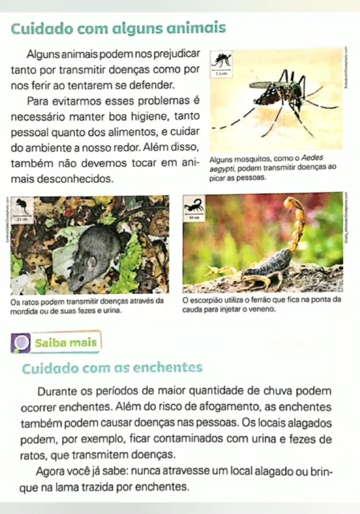 Cuidado com alguns animais
Alguns animais podem nos prejudicar
tanto por transmitir doenças como por
nos ferir ao tentarem se defender.
Para evitarmos esses problemas é
necessário manter boa higiene, tanto
pessoal quanto dos alimentos, e cuidar
do ambiente a nosso redor. Além disso,
também não devemos tocar em ani-
mais desconhecidos.
Alguns mosquitos, como o Aedes
aegypti, podem transmitir doenças ao
picar as pessoas.
Os ratos podem transmitir doenças através da
mordida ou de suas fezes e urina.
O escorpião utiliza o ferrão que fica na ponta da
cauda para injetar o veneno.
Saiba mais
Cuidado com as enchentes
Durante os períodos de maior quantidade de chuva podem
ocorrer enchentes. Além do risco de afogamento, as enchentes
também podem causar doenças nas pessoas. Os locais alagados
podem, por exemplo, ficar contaminados com urina e fezes de
ratos, que transmitem doenças.
Agora você já sabe: nunca atravesse um local alagado ou brin-
que na lama trazida por enchentes.